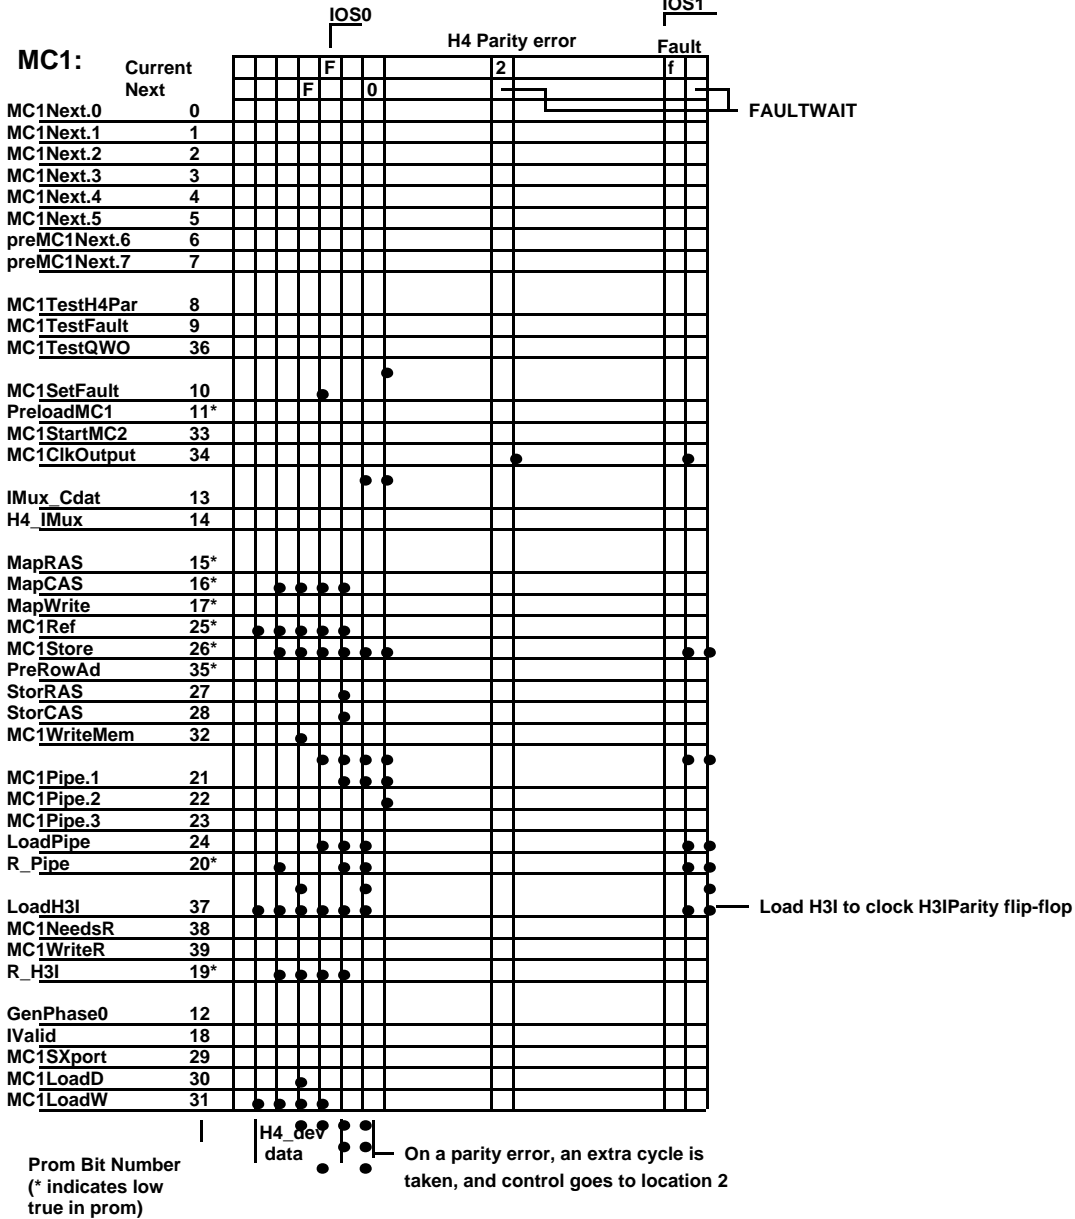 IOS0
IOS1
H4 Parity error
Fault
MC1:
Current
F
2
f
Next
F
0
MC1Next.0 0
FAULTWAIT
MC1Next.1 1
MC1Next.2 2
MC1Next.3 3
MC1Next.4 4
MC1Next.5 5
preMC1Next.6 6
preMC1Next.7 7
MC1TestH4Par 8
MC1TestFault 9
MC1TestQWO 36
MC1SetFault 10
PreloadMC1 11*
MC1StartMC2 33
MC1ClkOutput 34
IMux_Cdat 13
H4_IMux 14
MapRAS 15*
MapCAS 16*
MapWrite 17*
MC1Ref 25*
MC1Store 26*
PreRowAd 35*
StorRAS 27
StorCAS 28
MC1WriteMem 32
MC1Pipe.1 21
MC1Pipe.2 22
MC1Pipe.3 23
LoadPipe 24
R_Pipe 20*
LoadH3I 37
Load H3I to clock H3IParity flip-flop
MC1NeedsR 38
MC1WriteR 39
R_H3I 19*
GenPhase0 12
IValid 18
MC1SXport 29
MC1LoadD 30
MC1LoadW 31
H4_dev
data
On a parity error, an extra cycle is
taken, and control goes to location 2
Prom Bit Number
(* indicates low
true in prom)